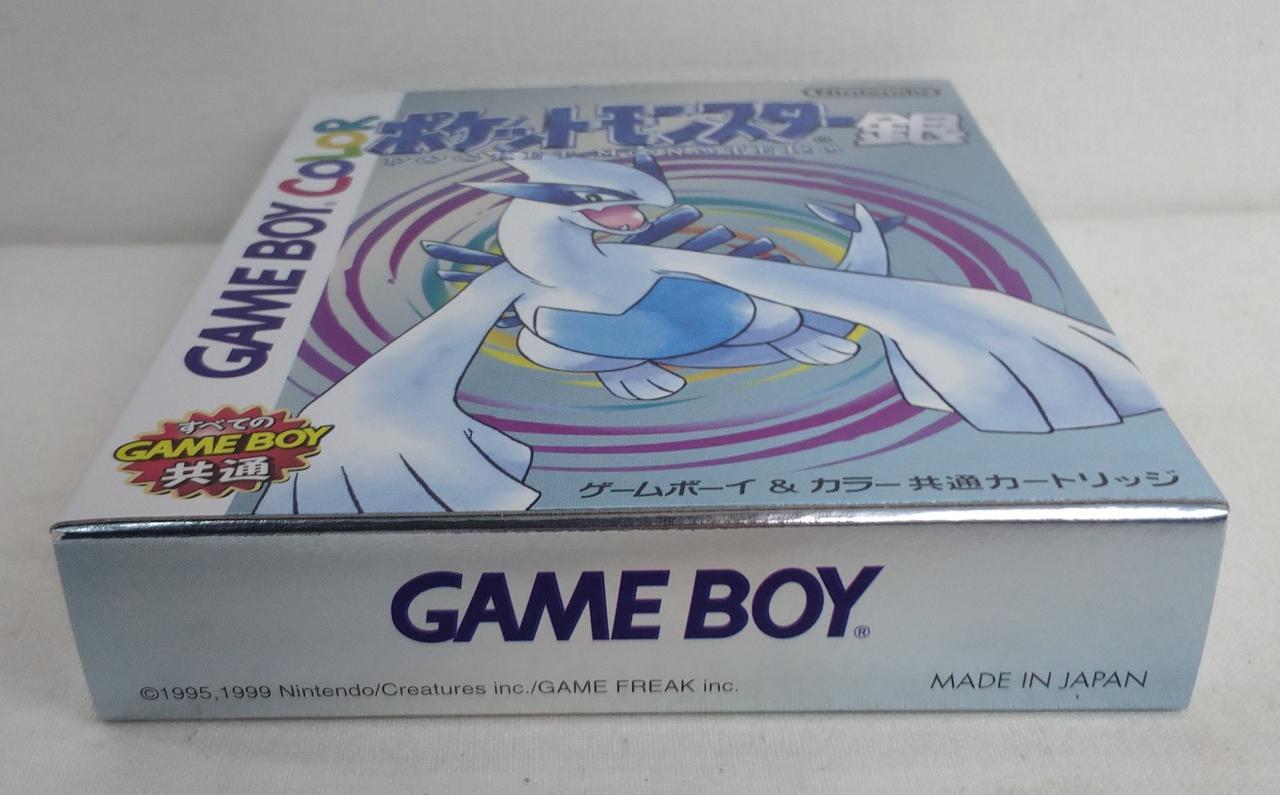 Nintendo
ポケットモンスター 銀
POCKET MONSTERS
GAME BOY COLOR
すべての
GAME BOY
共通
ゲームボーイ & カラー共通カートリッジ
GAME BOY®
©1995,1999 Nintendo/Creatures inc./GAME FREAK inc.
MADE IN JAPAN